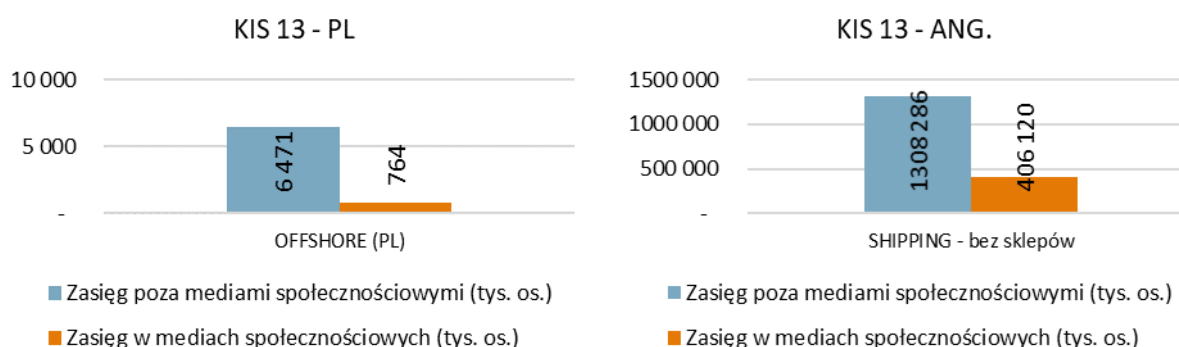 KIS 13 - PL
10 000
5 000
-
6 471
764
OFFSHORE (PL)
Zasięg poza mediami społecznościowymi (tys. os.)
Zasięg w mediach społecznościowych (tys. os.)
KIS 13 - ANG.
1500 000
1000 000
500 000
-
1308 286
406 120
SHIPPING - bez sklepów
Zasięg poza mediami społecznościowymi (tys. os.)
Zasięg w mediach społecznościowych (tys. os.)